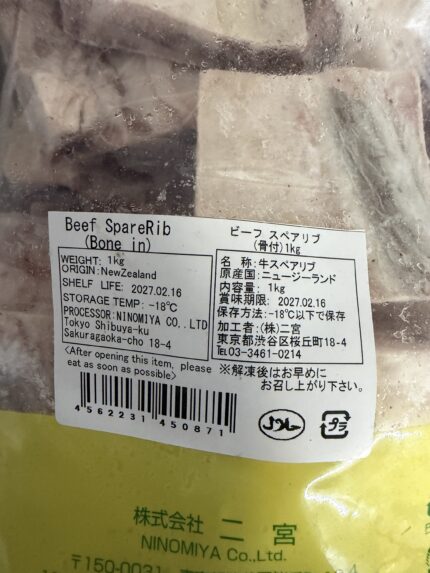 Beef SpareRib
(Bone in)
WEIGHT: 1kg
ORIGIN:NewZealand
SHELF LIFE: 2027.02.16
STORAGE TEMP: -18℃
PROCESSOR:NINOMIYA CO.,LTD
Tokyo Shibuya-ku
Sakuragaoka-cho 18-4
<After opening this item, please
eat as soon as possible>
4562231 450871
ビーフ スペアリブ
(骨付)1kg
名 称:牛スペアリブ
原産国:ニュージーランド
内容量: 1kg
賞味期限: 2027.02.16
保存方法:-18℃以下で保存
加工者:(株)二宮
東京都渋谷区桜丘町18-4
TEL03-3461-0214
※解凍後はお早めに
お召し上がり下さい
プラ
株式会社 二宮
NINOMIYA Co.,Ltd.
〒150-0031